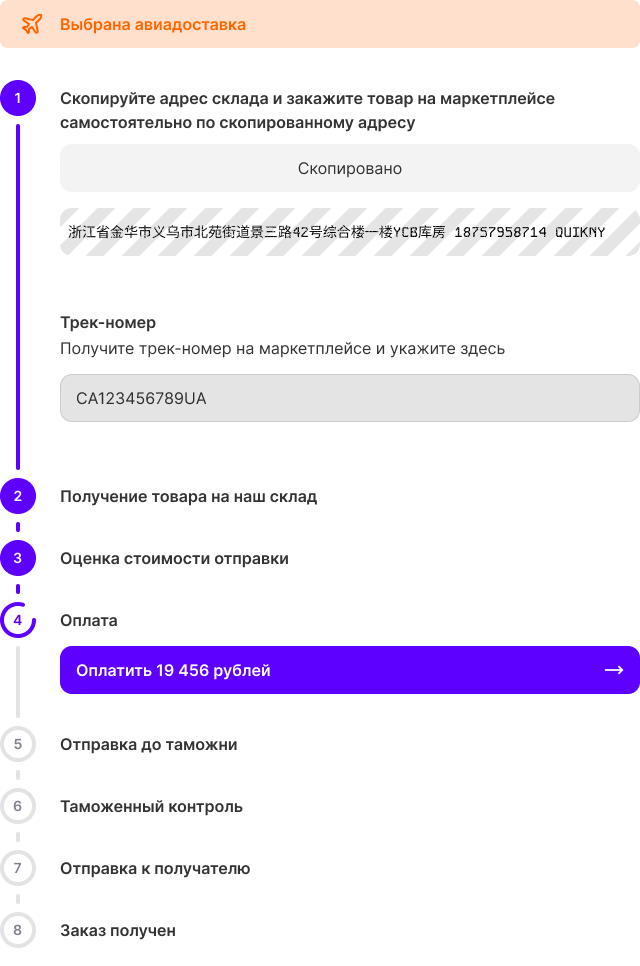 Выбрана авиадоставка
1
Скопируйте адрес склада и закажите товар на маркетплейсе
самостоятельно по скопированному адресу
Скопировано
浙江省金华市义乌市北苑街道景三路42号综合楼一楼YCB库房 18757958714 QUIKNY
Трек-номер
Получите трек-номер на маркетплейсе и укажите здесь
CA123456789UA
2
Получение товара на наш склад
3
Оценка стоимости отправки
4
Оплата
Оплатить 19 456 рублей →
5
Отправка до таможни
6
Таможенный контроль
7
Отправка к получателю
8
Заказ получен